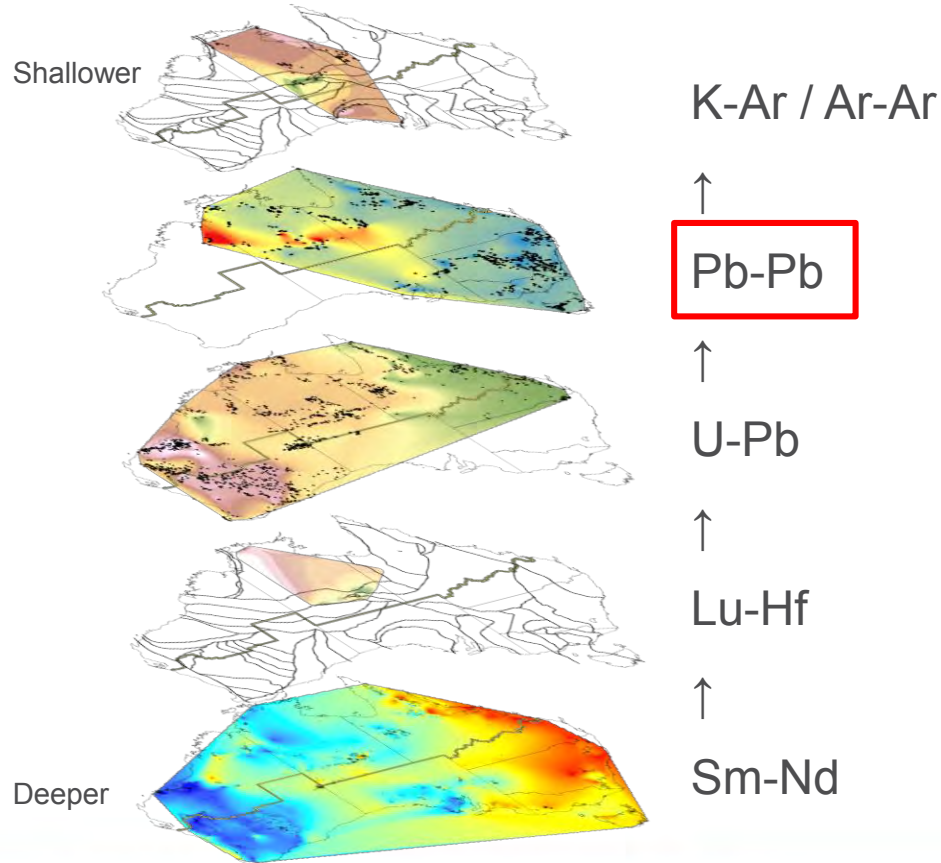 Shallower
K-Ar / Ar-Ar
↑
Pb-Pb
↑
U-Pb
↑
Lu-Hf
↑
Sm-Nd
Deeper